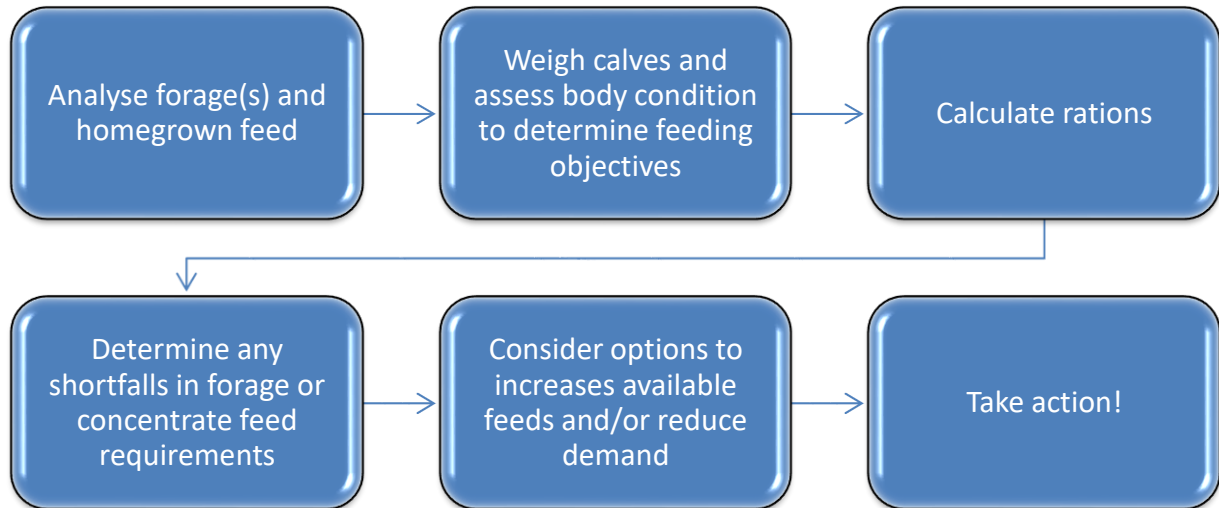 Analyse forage(s) and
homegrown feed
Weigh calves and
assess body condition
to determine feeding
objectives
Calculate rations
Determine any
shortfalls in forage or
concentrate feed
requirements
Consider options to
increases available
feeds and/or reduce
demand
Take action!